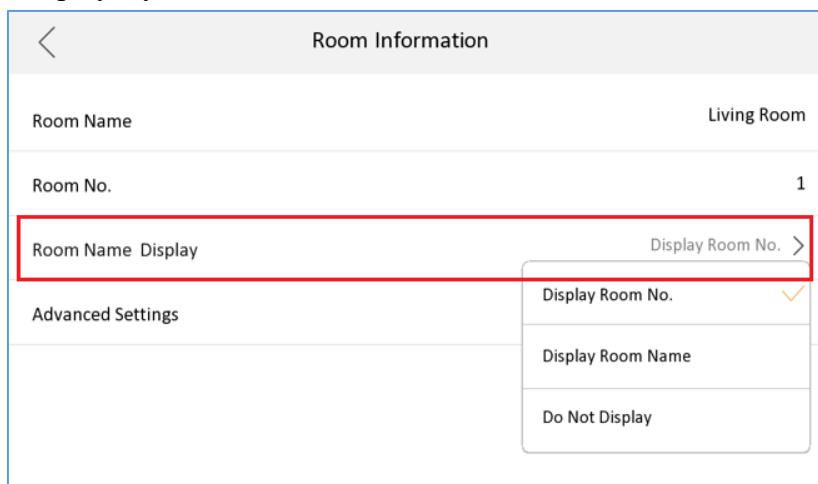 Room Information
Room Name Living Room
Room No. 1
Room Name Display Display Room No.
Display Room No.
Advanced Settings
Display Room Name
Do Not Display